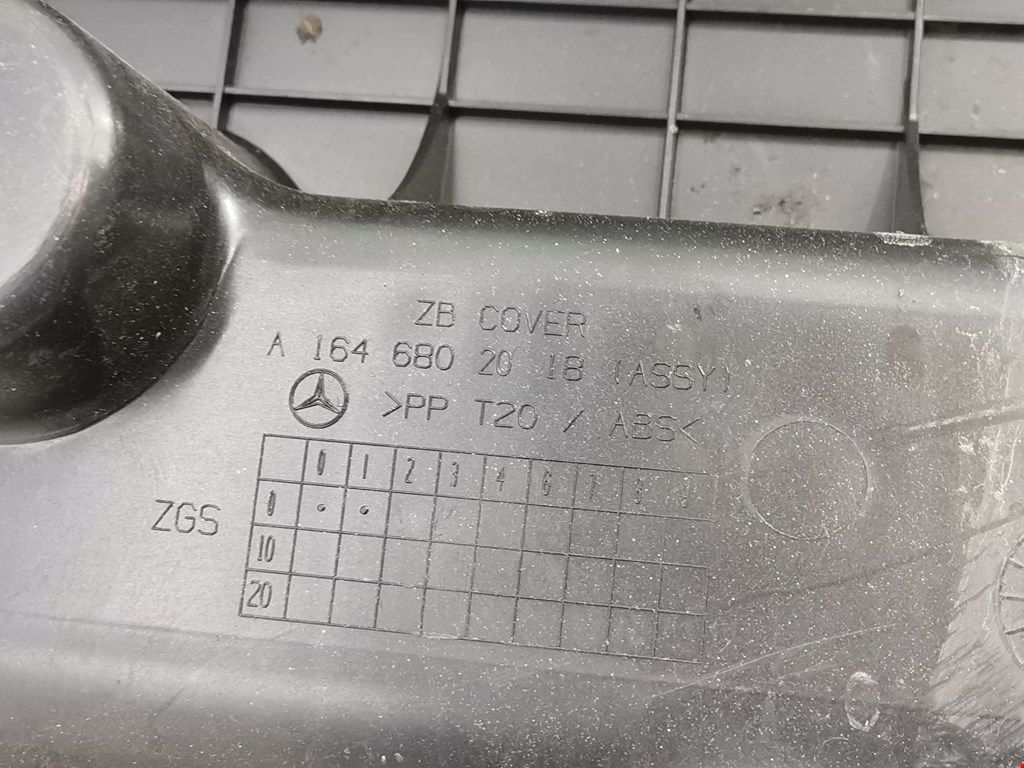 ZB COVER
A 164 680 20 18 (ASSY)
>PP T20 / ABS<
0 1 2 3 4 6 7 8 9
ZGS 0
10
20